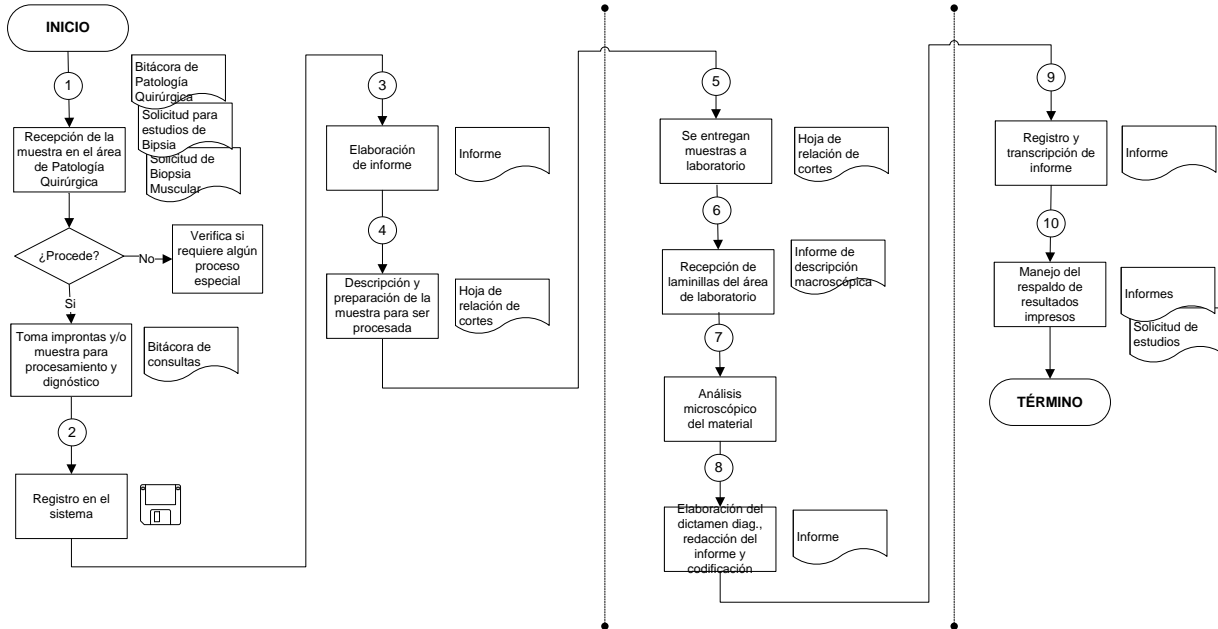 INICIO
1
Bitácora de
Patología
Quirúrgica
Solicitud para
estudios de
Bipsia
Solicitud de
Biopsia
Muscular
Recepción de la
muestra en el área
de Patología
Quirúrgica
¿Procede?
No
Verifica si
requiere algún
proceso
especial
Si
Toma improntas y/o
muestra para
procesamiento y
dignóstico
Bitácora de
consultas
2
Registro en el
sistema
3
Elaboración
de informe
Informe
4
Descripción y
preparación de la
muestra para ser
procesada
Hoja de
relación de
cortes
5
Se entregan
muestras a
laboratorio
Hoja de
relación de
cortes
6
Recepción de
laminillas del área
de laboratorio
Informe de
descripción
macroscópica
7
Análisis
microscópico
del material
8
Elaboración del
dictamen diag.,
redacción del
informe y
codificación
Informe
9
Registro y
transcripción de
informe
Informe
10
Manejo del
respaldo de
resultados
impresos
Informes
Solicitud de
estudios
TÉRMINO